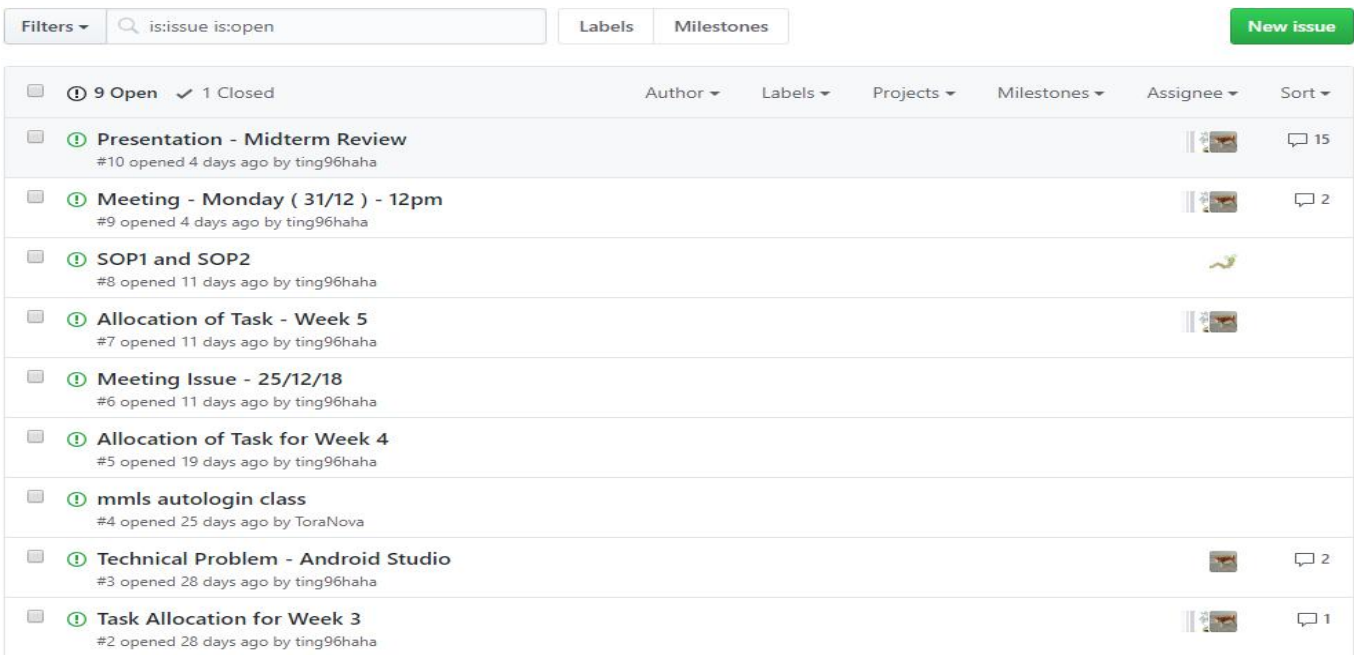 Filters is:issue is:open Labels Milestones New issue
9 Open 1 Closed Author Labels Projects Milestones Assignee Sort
Presentation - Midterm Review 15
#10 opened 4 days ago by ting96haha
Meeting - Monday ( 31/12 ) - 12pm 2
#9 opened 4 days ago by ting96haha
SOP1 and SOP2
#8 opened 11 days ago by ting96haha
Allocation of Task - Week 5
#7 opened 11 days ago by ting96haha
Meeting Issue - 25/12/18
#6 opened 11 days ago by ting96haha
Allocation of Task for Week 4
#5 opened 19 days ago by ting96haha
mmls autologin class
#4 opened 25 days ago by ToraNova
Technical Problem - Android Studio 2
#3 opened 28 days ago by ting96haha
Task Allocation for Week 3 1
#2 opened 28 days ago by ting96haha